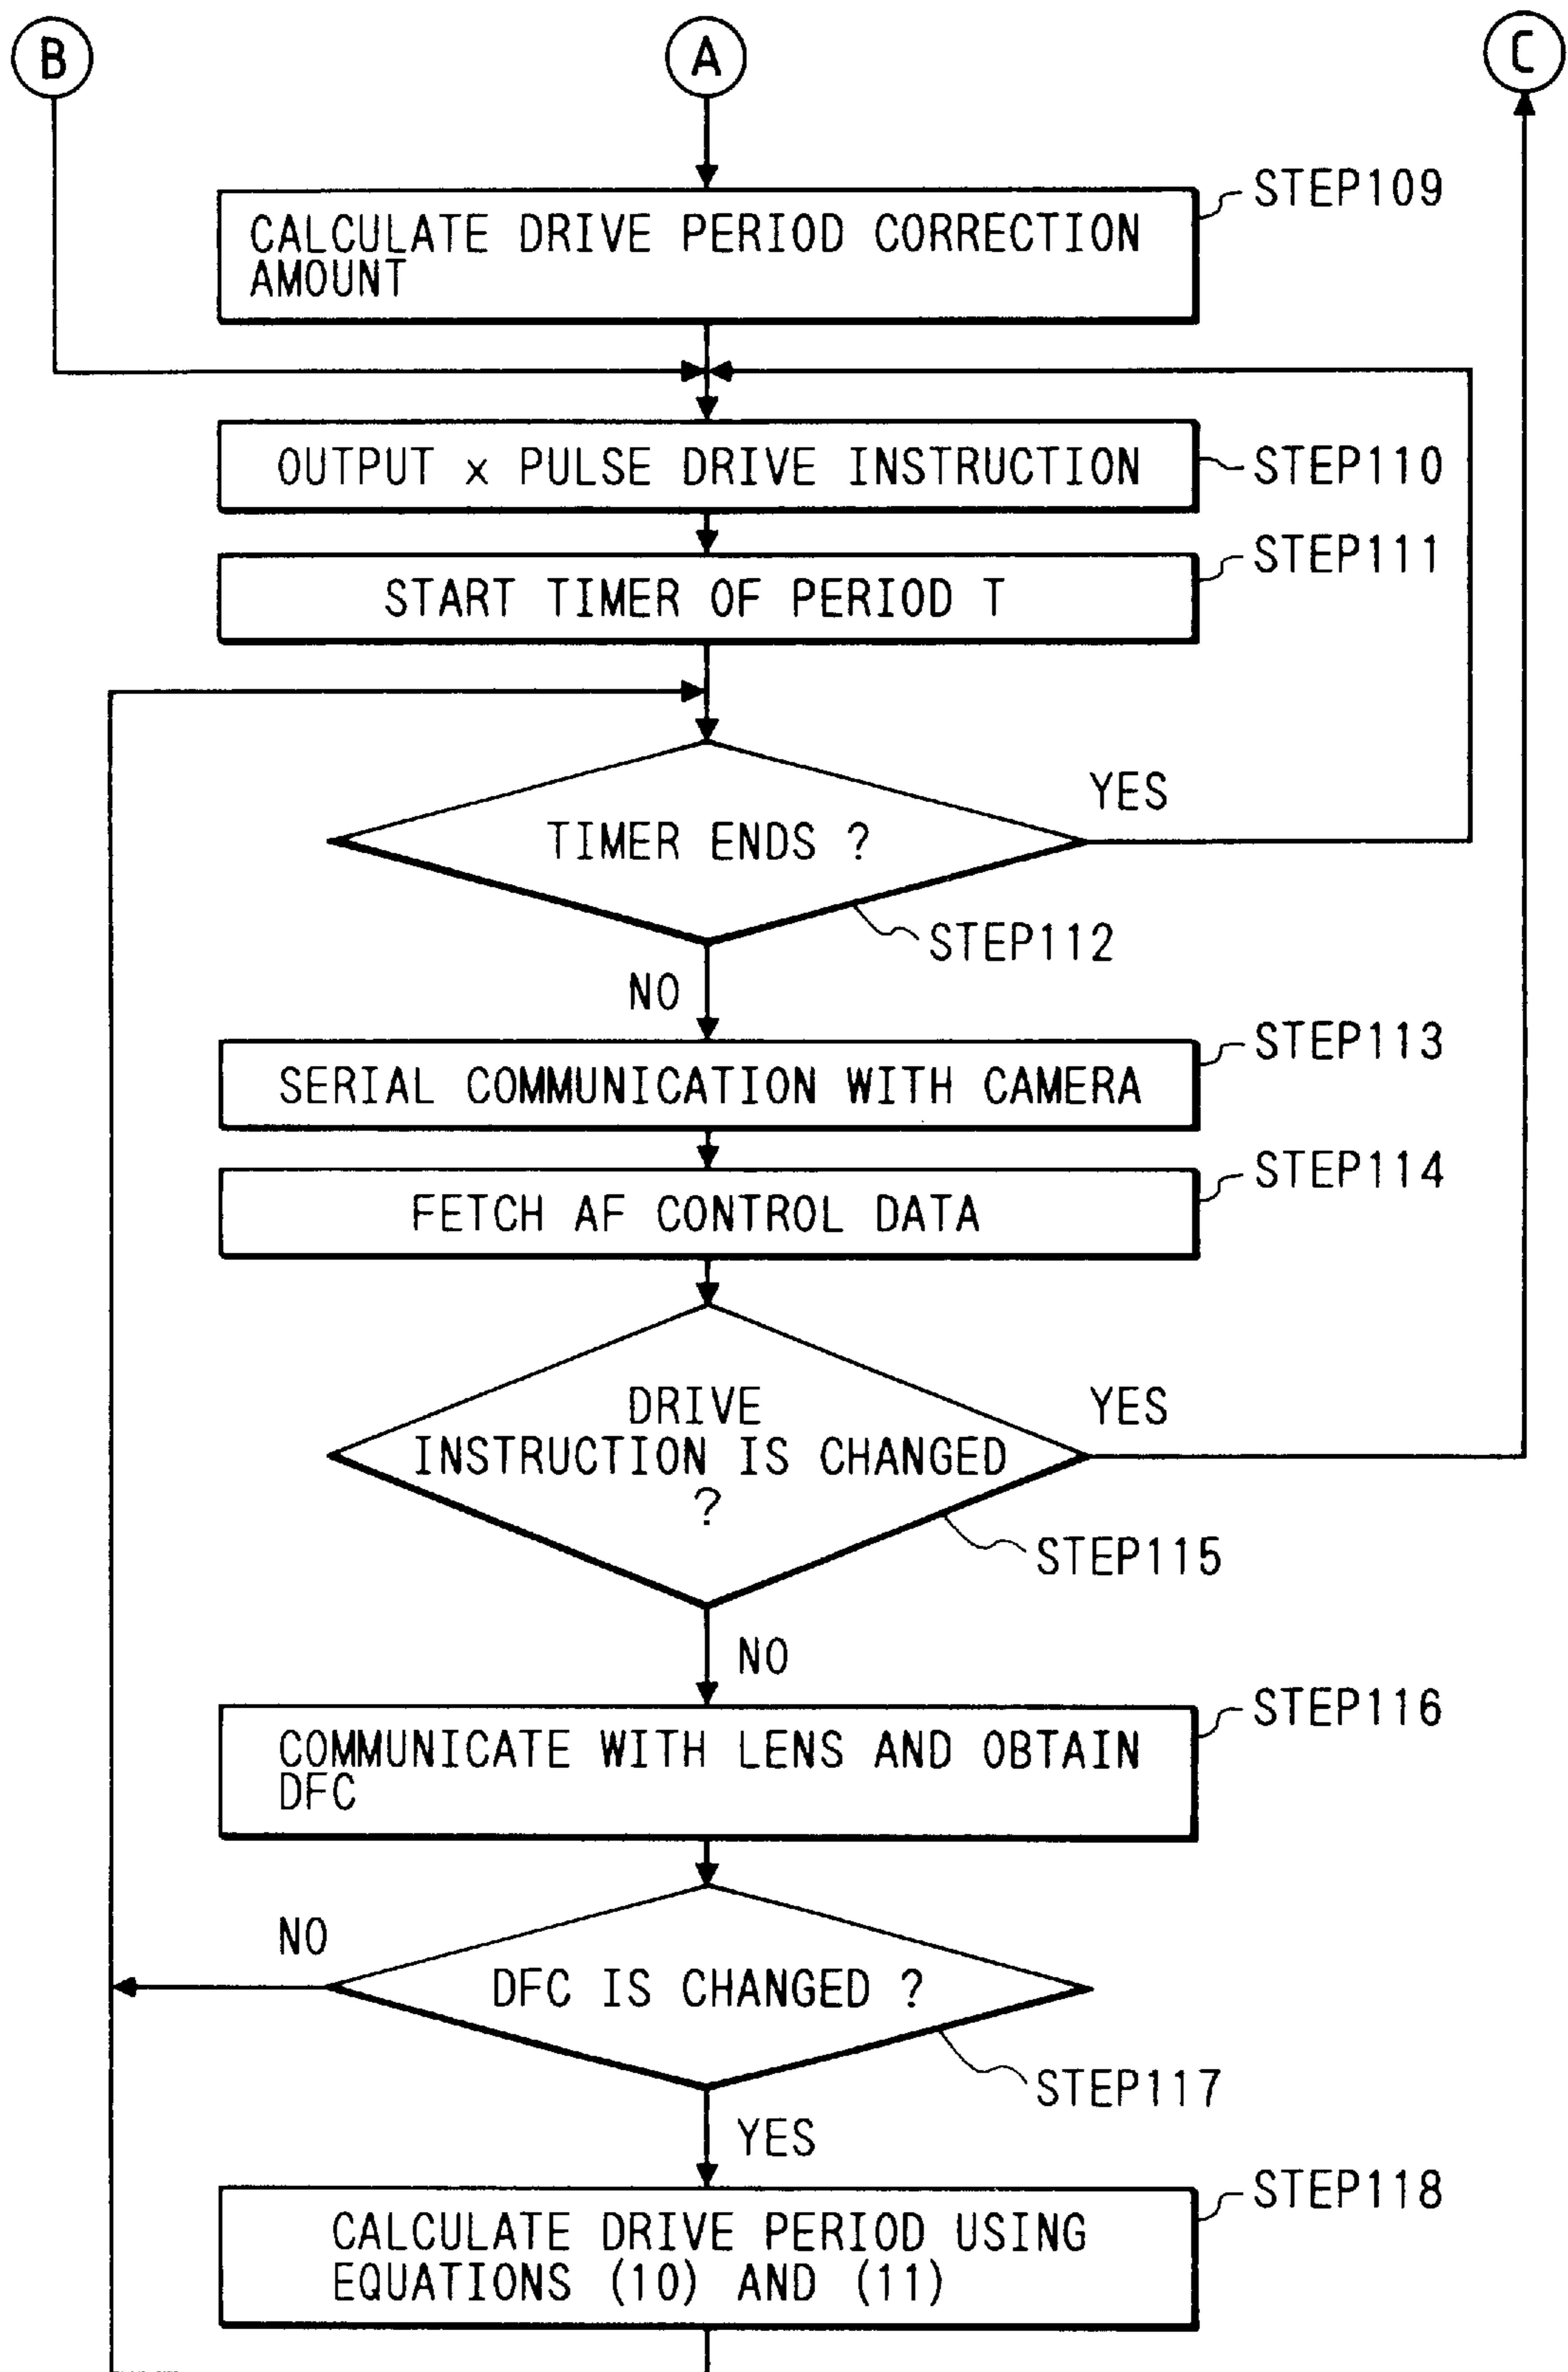 B
A
C
STEP109
CALCULATE DRIVE PERIOD CORRECTION
AMOUNT
OUTPUT x PULSE DRIVE INSTRUCTION
STEP110
STEP111
START TIMER OF PERIOD T
YES
TIMER ENDS ?
STEP112
NO
STEP113
SERIAL COMMUNICATION WITH CAMERA
STEP114
FETCH AF CONTROL DATA
DRIVE
YES
INSTRUCTION IS CHANGED
?
STEP115
NO
STEP116
COMMUNICATE WITH LENS AND OBTAIN
DFC
NO
DFC IS CHANGED ?
STEP117
YES
STEP118
CALCULATE DRIVE PERIOD USING
EQUATIONS (10) AND (11)